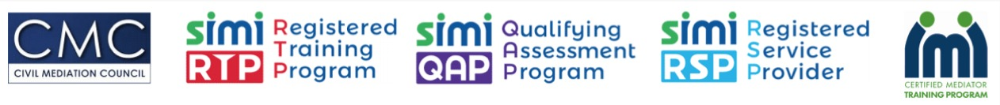 CMC
CIVIL MEDIATION COUNCIL
simi
RTP
Registered
Training
Program
simi
QAP
Qualifying
Assessment
Program
simi
RSP
Registered
Service
Provider
imi
CERTIFIED MEDIATOR
TRAINING PROGRAM